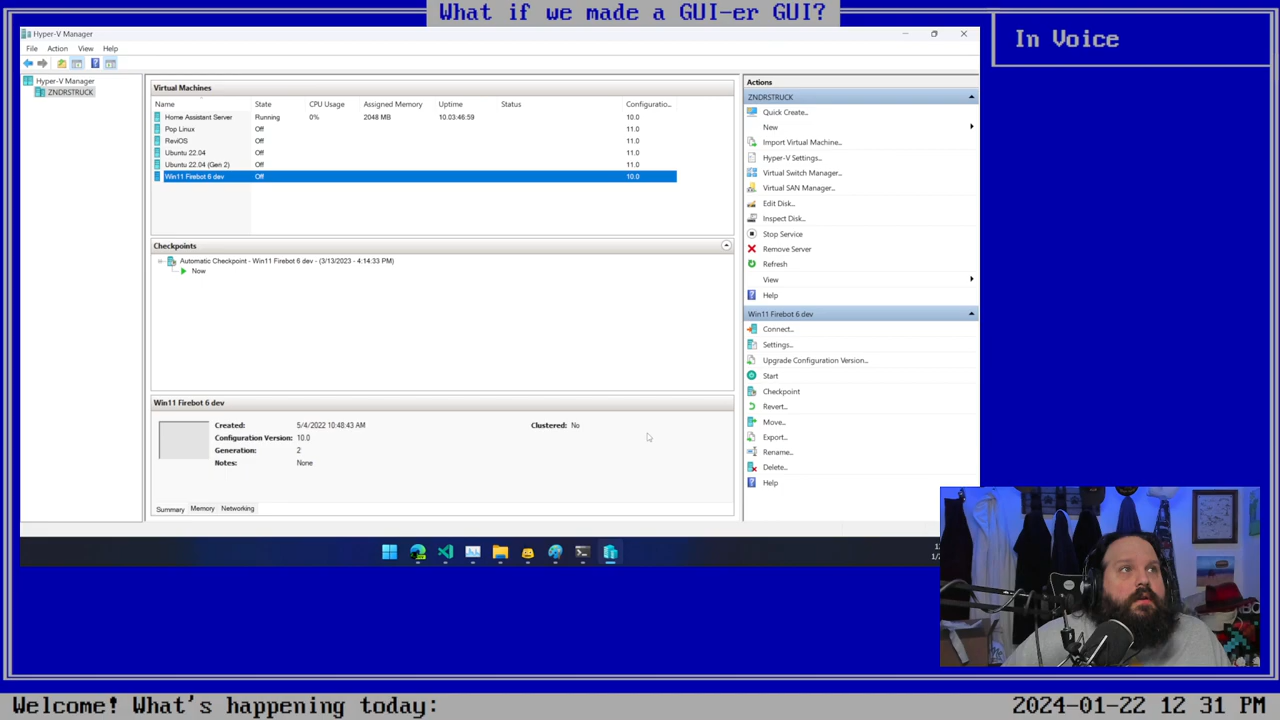 What if we made a GUI-er GUI?
In Voice
Hyper-V Manager
File Action View Help
Hyper-V Manager
ZNDRSTRUCK
Virtual Machines
Name State CPU Usage Assigned Memory Uptime Status Configuratio...
Home Assistant Server Running 0% 2048 MB 10.03:46:59 10.0
Pop Linux Off 11.0
ReviOS Off 11.0
Ubuntu 22.04 Off 11.0
Ubuntu 22.04 (Gen 2) Off 11.0
Win11 Firebot 6 dev Off 10.0
Checkpoints
Automatic Checkpoint - Win11 Firebot 6 dev - (3/13/2023 - 4:14:33 PM)
Now
Win11 Firebot 6 dev
Created: 5/4/2022 10:48:43 AM Clustered: No
Configuration Version: 10.0
Generation: 2
Notes: None
Summary Memory Networking
Actions
ZNDRSTRUCK
Quick Create...
New
Import Virtual Machine...
Hyper-V Settings...
Virtual Switch Manager...
Virtual SAN Manager...
Edit Disk...
Inspect Disk...
Stop Service
Remove Server
Refresh
View
Help
Win11 Firebot 6 dev
Connect...
Settings...
Upgrade Configuration Version...
Start
Checkpoint
Revert...
Move...
Export...
Rename...
Delete...
Help
Welcome! What's happening today:
2024-01-22 12 31 PM